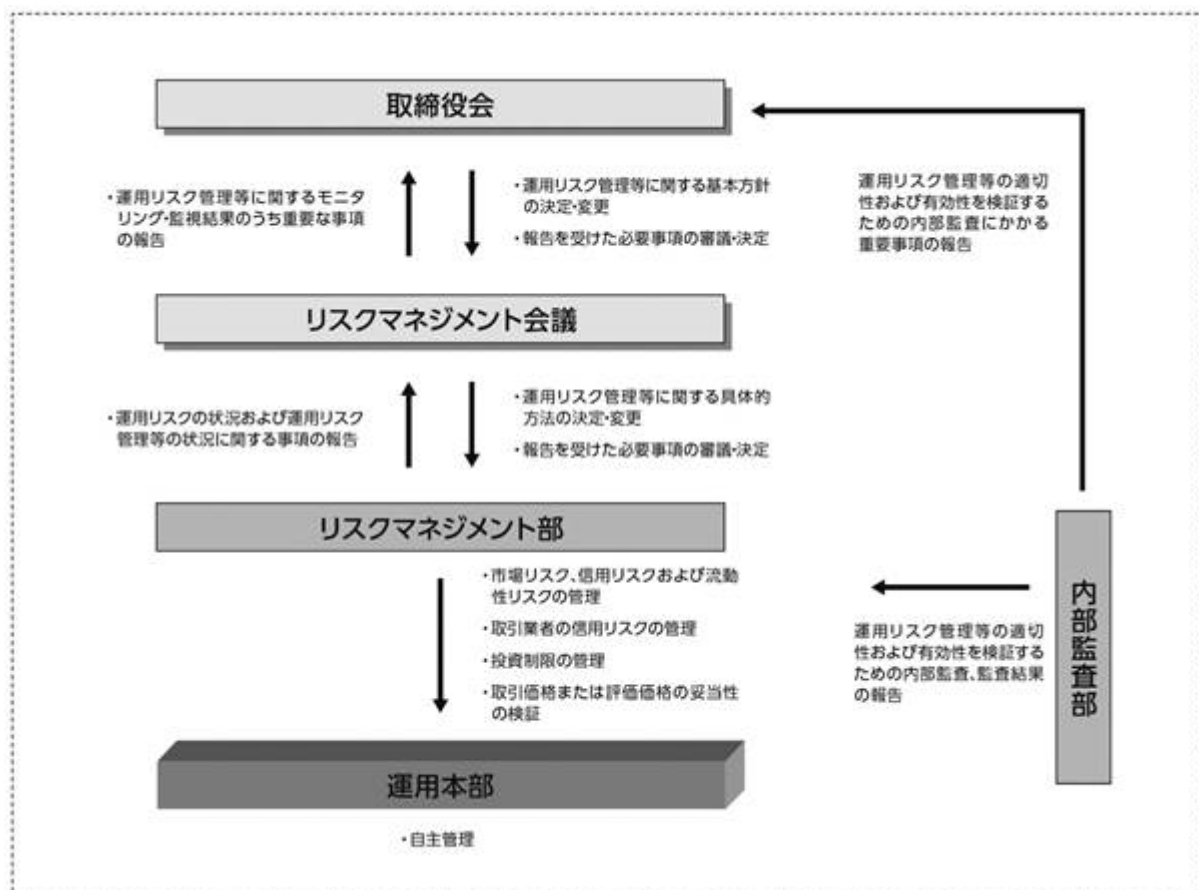 取締役会
・運用リスク管理等に関するモニタ
リング・監視結果のうち重要な事項
の報告
・運用リスク管理等に関する基本方針
の決定・変更
・報告を受けた必要事項の審議・決定
運用リスク管理等の適切
性および有効性を検証する
ための内部監査にかかる
重要事項の報告
リスクマネジメント会議
・運用リスクの状況および運用リスク
管理等の状況に関する事項の報告
・運用リスク管理等に関する具体的
方法の決定・変更
・報告を受けた必要事項の審議・決定
リスクマネジメント部
・市場リスク、信用リスクおよび流動
性リスクの管理
・取引業者の信用リスクの管理
・投資制限の管理
・取引価格または評価価格の妥当性
の検証
運用リスク管理等の適切
性および有効性を検証する
ための内部監査、監査結果
の報告
内部監査部
運用本部
・自主管理